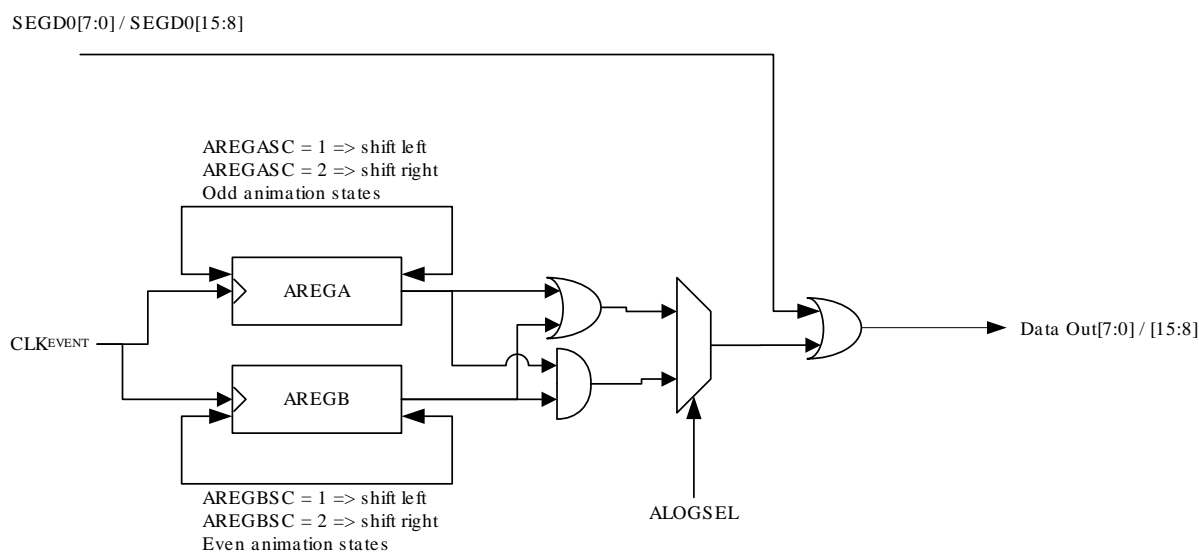 SEGD0[7:0] / SEGD0[15:8]
AREGASC = 1 => shift left
AREGASC = 2 => shift right
Odd animation states
AREGA
CLKEVENT
AREGB
AREGBSC = 1 => shift left
AREGBSC = 2 => shift right
Even animation states
ALOGSEL
Data Out[7:0] / [15:8]